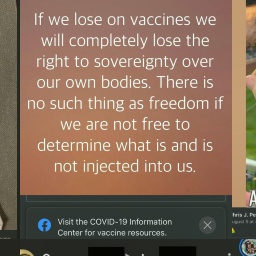 If we lose on vaccines we
will completely lose the
right to sovereignty over
our own bodies. There is
no such thing as freedom if
we are not free to
determine what is and is
not injected into us.
Visit the COVID-19 Information
Center for vaccine resources.